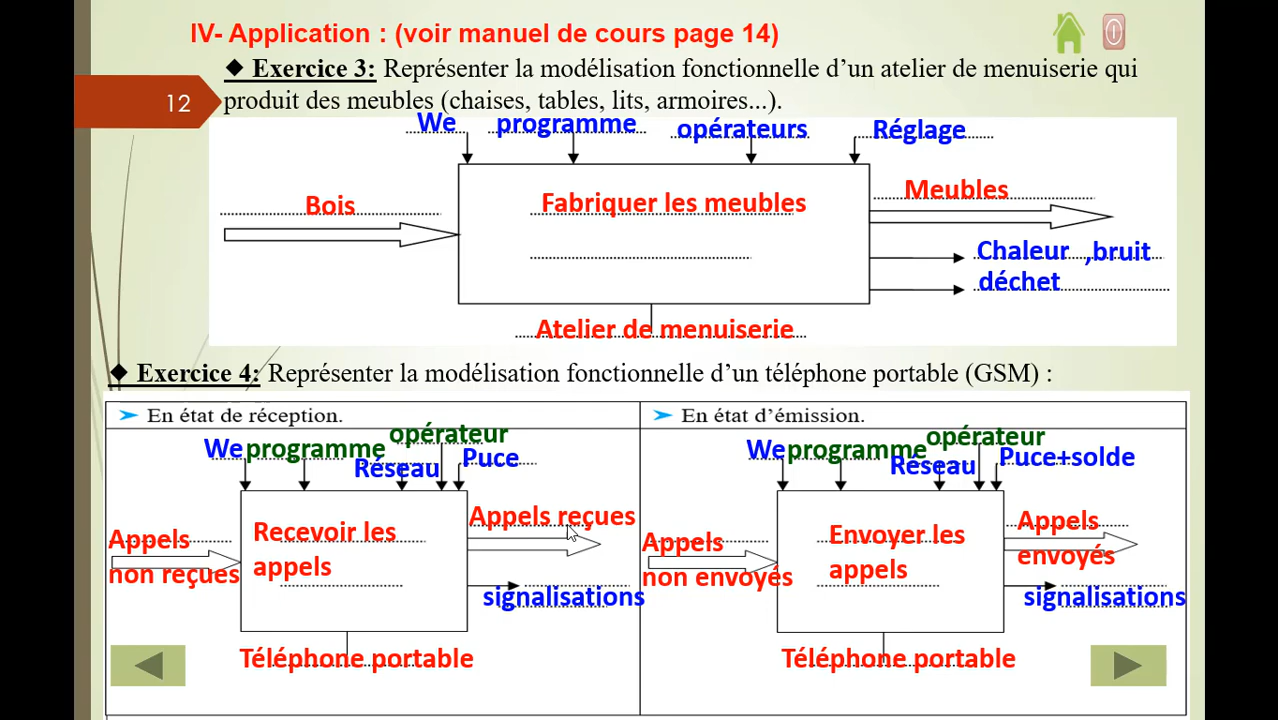 IV- Application : (voir manuel de cours page 14)
◆ Exercice 3: Représenter la modélisation fonctionnelle d'un atelier de menuiserie qui
12
produit des meubles (chaises, tables, lits, armoires...).
We programme opérateurs Réglage
Bois
Fabriquer les meubles
Meubles
Chaleur ,bruit
déchet
Atelier de menuiserie
◆ Exercice 4: Représenter la modélisation fonctionnelle d'un téléphone portable (GSM) :
➢ En état de réception.
We programme opérateur
Réseau Puce
Appels
non reçues
Recevoir les
appels
Appels reçues
signalisations
Téléphone portable
➢ En état d'émission.
We programme opérateur
Réseau Puce+solde
Appels
non envoyés
Envoyer les
appels
Appels
envoyés
signalisations
Téléphone portable